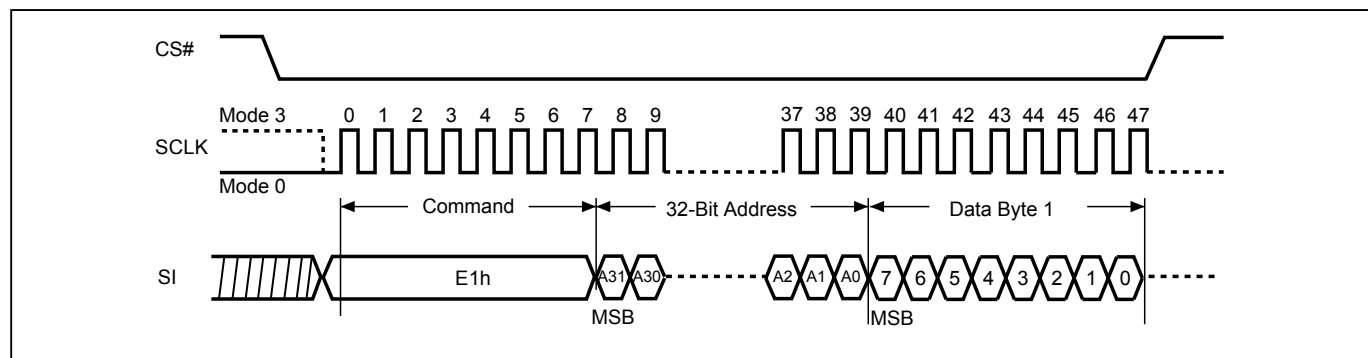 CS#
Mode 3
0 1 2 3 4 5 6 7 8 9 37 38 39 40 41 42 43 44 45 46 47
SCLK
Mode 0
Command 32-Bit Address Data Byte 1
SI E1h A31 A30 A2 A1 A0 7 6 5 4 3 2 1 0
MSB MSB